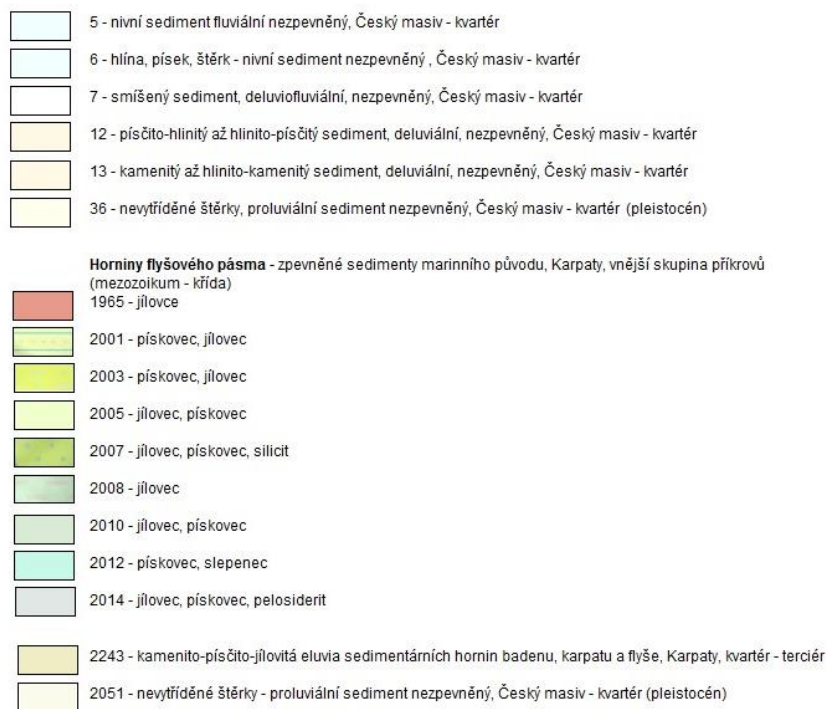 5 - nivní sediment fluviální nezpevněný, Český masiv - kvartér
6 - hlína, písek, štěrk - nivní sediment nezpevněný , Český masiv - kvartér
7 - smíšený sediment, deluviofluviální, nezpevněný, Český masiv - kvartér
12 - písčito-hlinitý až hlinito-písčitý sediment, deluviální, nezpevněný, Český masiv - kvartér
13 - kamenitý až hlinito-kamenitý sediment, deluviální, nezpevněný, Český masiv - kvartér
36 - nevytříděné štěrky, proluviální sediment nezpevněný, Český masiv - kvartér (pleistocén)
Horniny flyšového pásma - zpevněné sedimenty marinního původu, Karpaty, vnější skupina příkrovů
(mezozoikum - křída)
1965 - jílovce
2001 - pískovec, jílovec
2003 - pískovec, jílovec
2005 - jílovec, pískovec
2007 - jílovec, pískovec, silicit
2008 - jílovec
2010 - jílovec, pískovec
2012 - pískovec, slepenec
2014 - jílovec, pískovec, pelosiderit
2243 - kamenito-písčito-jílovitá eluvia sedimentárních hornin badenu, karpatu a flyše, Karpaty, kvartér - terciér
2051 - nevytříděné štěrky - proluviální sediment nezpevněný, Český masiv - kvartér (pleistocén)